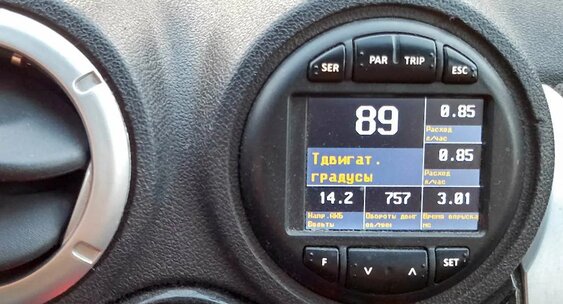 SER
PAR TRIP
ESC
89
0.85
Расход
л/час
Тдвигат.
градусы
0.85
Расход
л/час
14.2
757
3.01
Напр.АКБ
Обороты двиг
Время впрыска
Вольты
об/мин
мс
F
SET